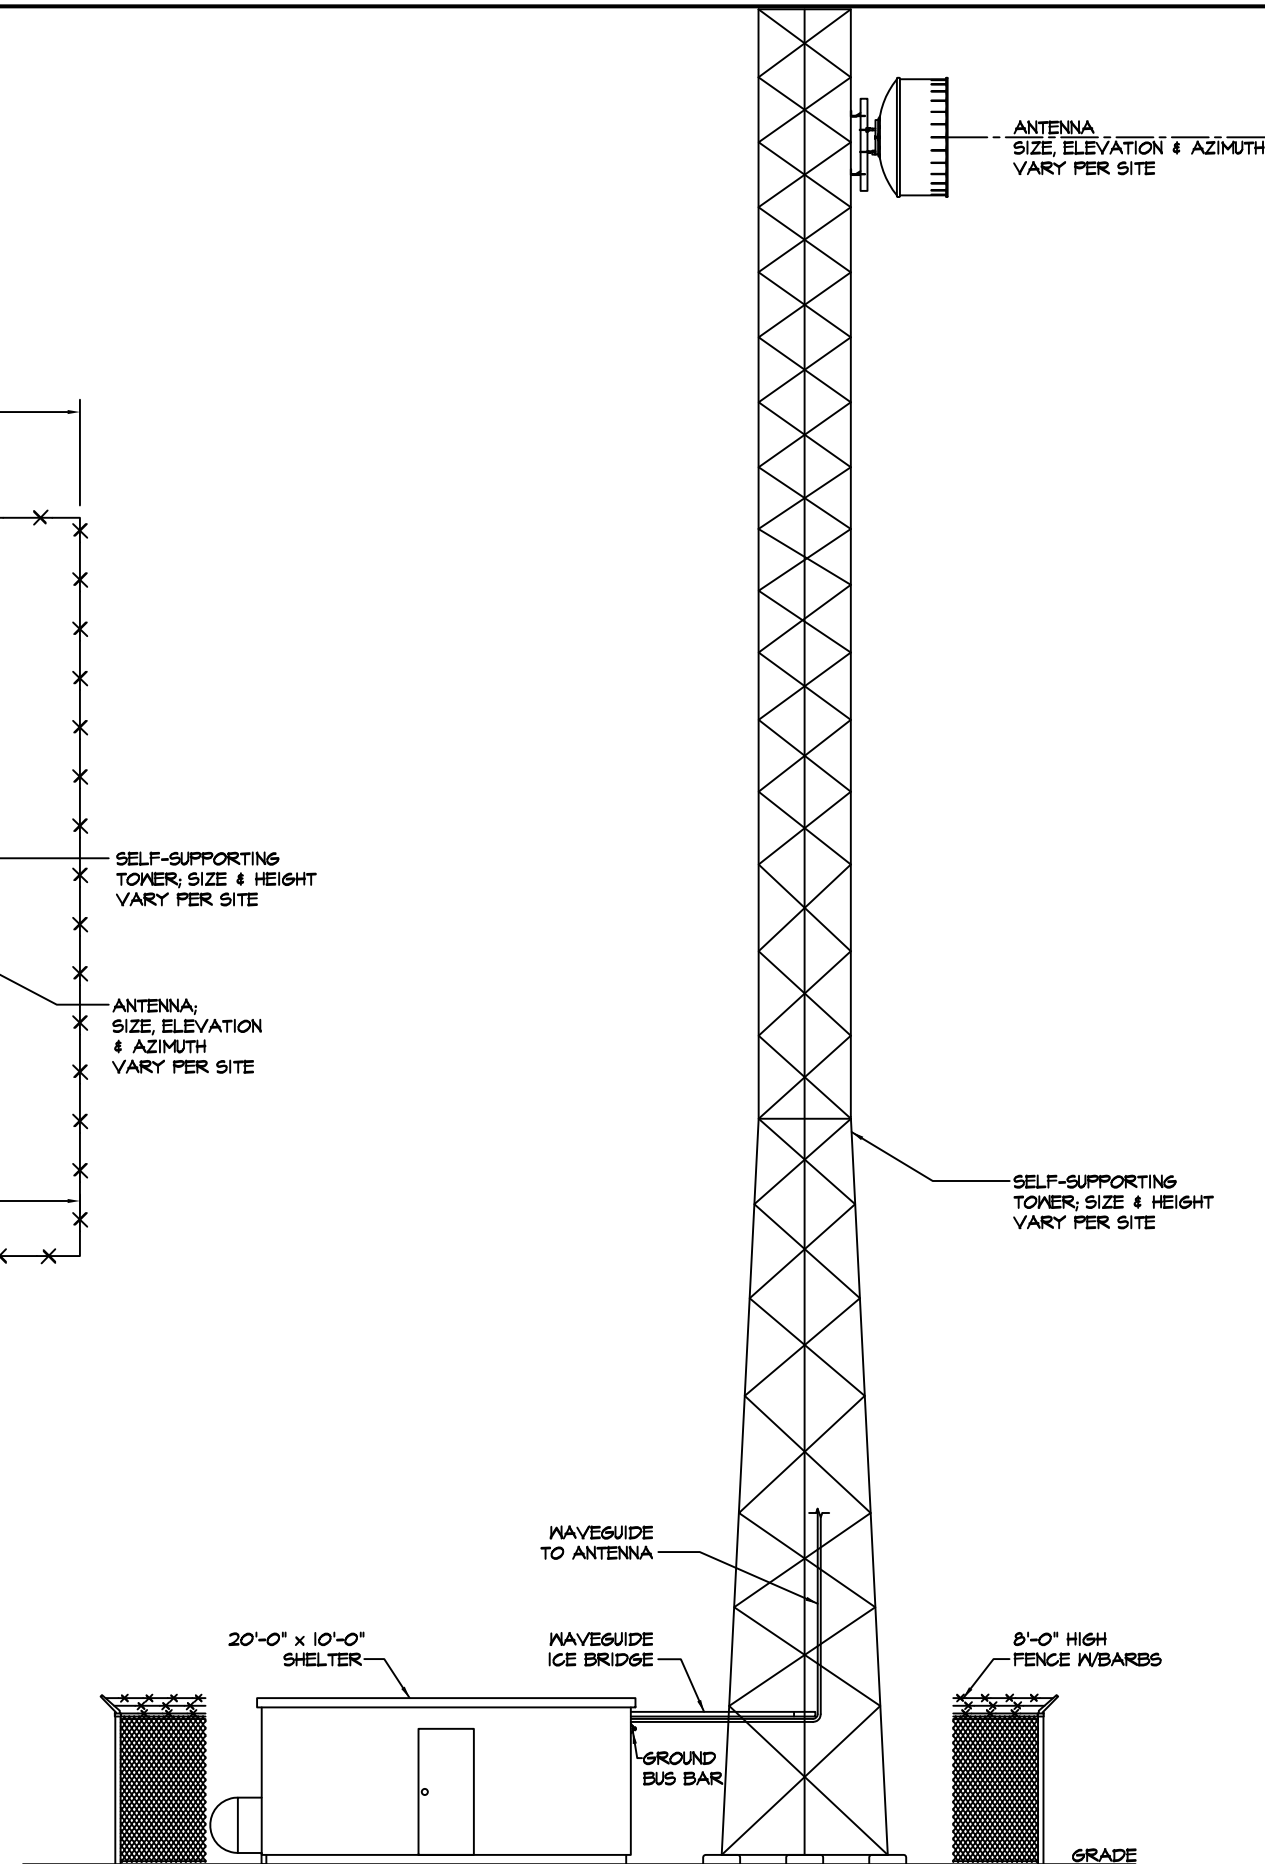 ANTENNA
SIZE, ELEVATION & AZIMUTH
VARY PER SITE
SELF-SUPPORTING
TOWER; SIZE & HEIGHT
VARY PER SITE
ANTENNA;
SIZE, ELEVATION
& AZIMUTH
VARY PER SITE
SELF-SUPPORTING
TOWER; SIZE & HEIGHT
VARY PER SITE
WAVEGUIDE
TO ANTENNA
20'-0" x 10'-0"
SHELTER
WAVEGUIDE
ICE BRIDGE
8'-0" HIGH
FENCE W/BARBS
GROUND
BUS BAR
GRADE